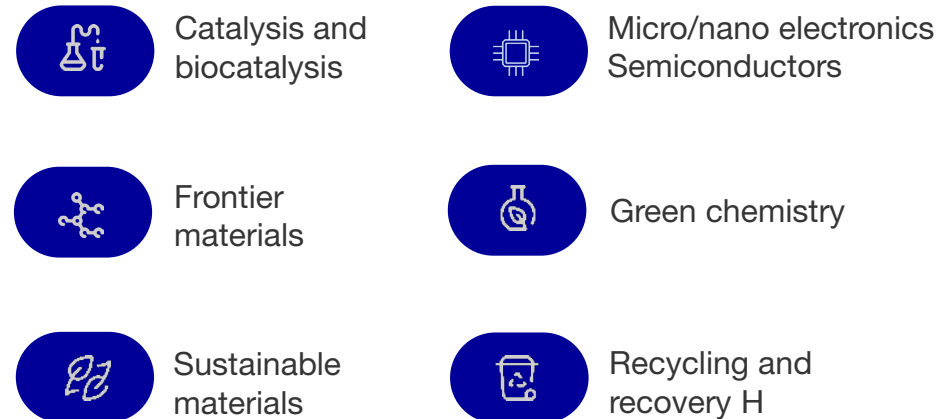 Catalysis and
biocatalysis
Micro/nano electronics
Semiconductors
Frontier
materials
Green chemistry
Sustainable
materials
Recycling and
recovery H